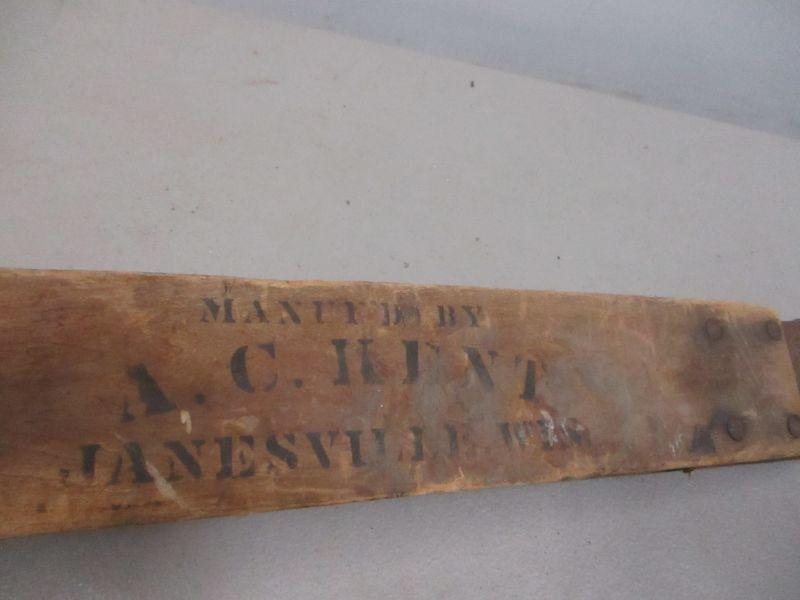 MANUF'D BY
A. C. KENT
JANESVILLE, WIS.